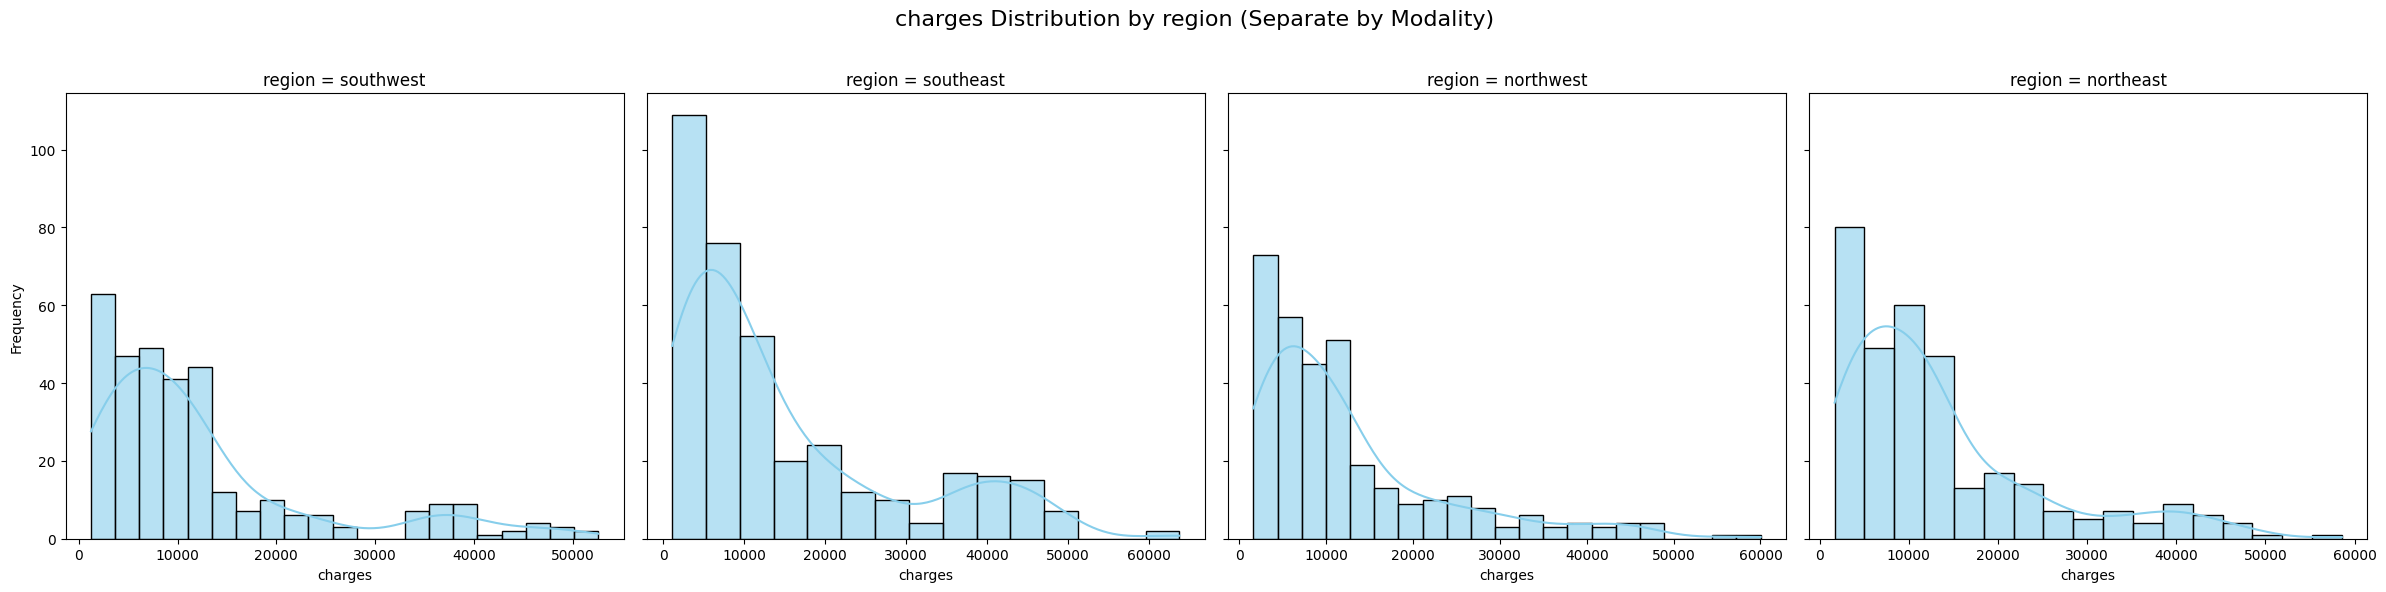 charges Distribution by region (Separate by Modality)
region = southwest
region = southeast
region = northwest
region = northeast
Frequency
100
80
60
40
20
0
0 10000 20000 30000 40000 50000
0 10000 20000 30000 40000 50000 60000
0 10000 20000 30000 40000 50000 60000
0 10000 20000 30000 40000 50000 60000
charges
charges
charges
charges